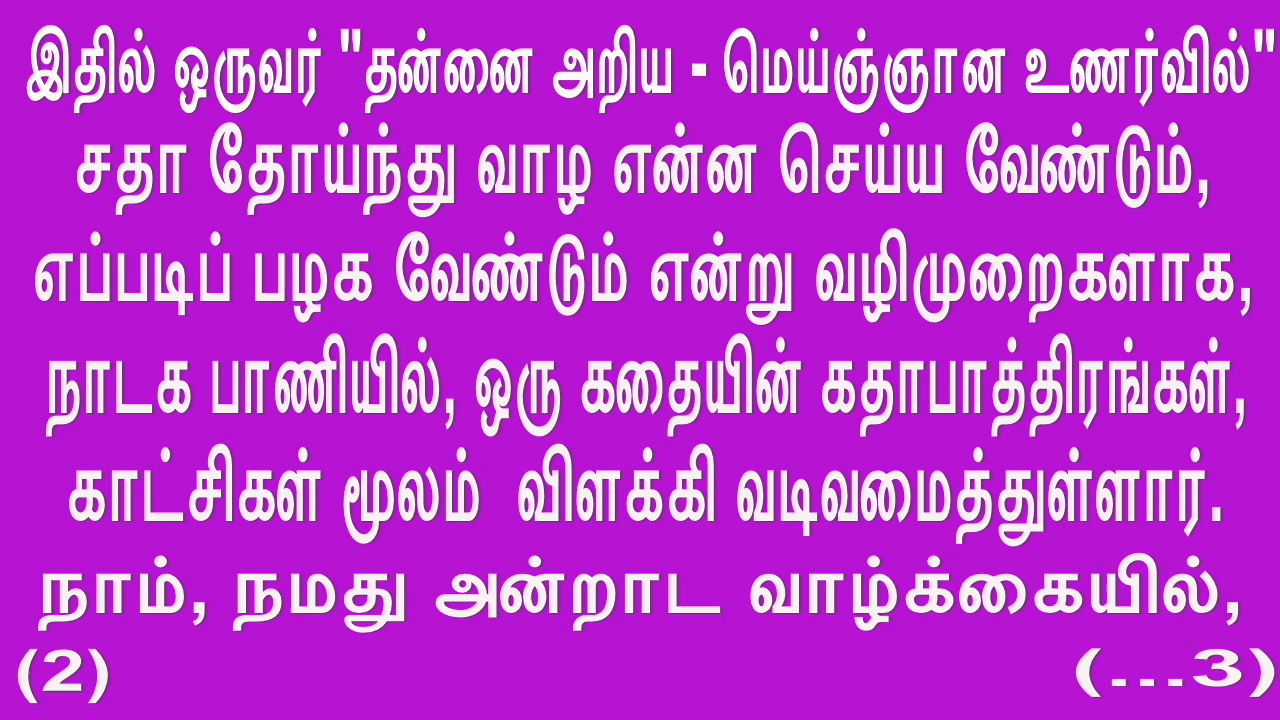 இதில் ஒருவர் "தன்னை அறிய - மெய்ஞ்ஞான உணர்வில்"
சதா தோய்ந்து வாழ என்ன செய்ய வேண்டும்,
எப்படிப் பழக வேண்டும் என்று வழிமுறைகளாக,
நாடக பாணியில், ஒரு கதையின் கதாபாத்திரங்கள்,
காட்சிகள் மூலம் விளக்கி வடிவமைத்துள்ளார்.
நாம், நமது அன்றாட வாழ்க்கையில்,
(2) (...3)